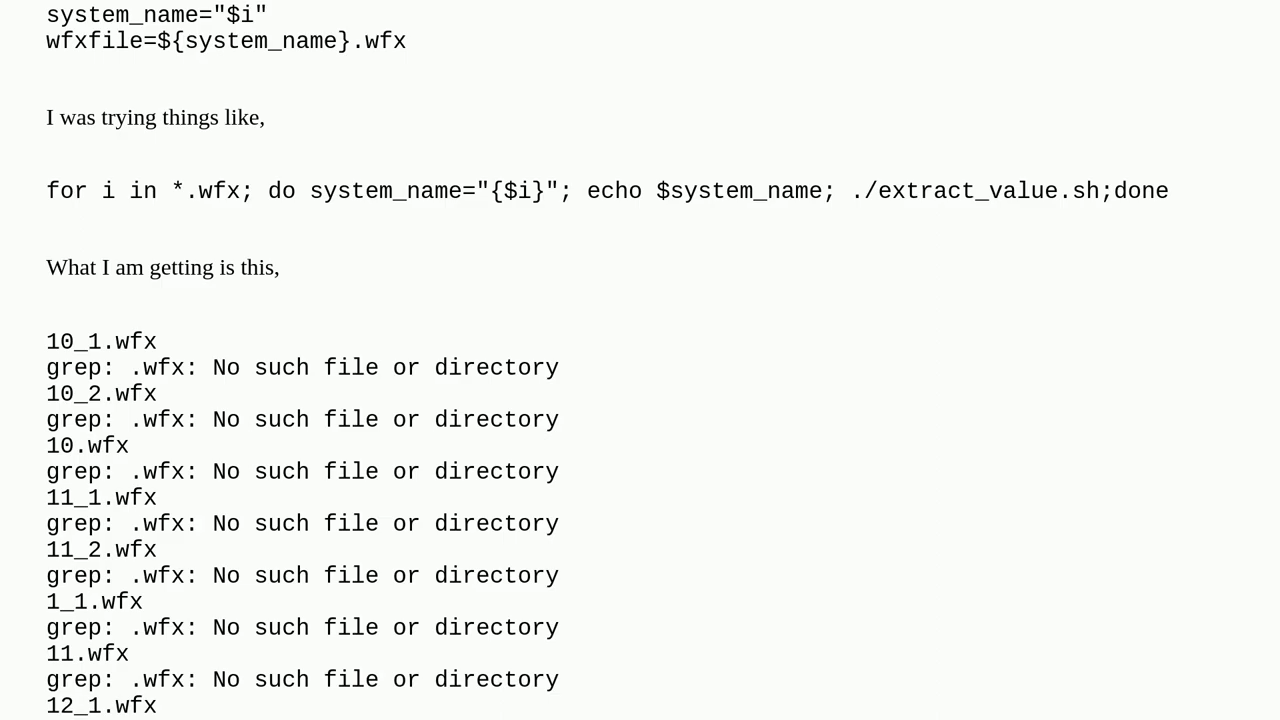 system_name="$i"
wfxfile=${system_name}.wfx
I was trying things like,
for i in *.wfx; do system_name="{$i}"; echo $system_name; ./extract_value.sh;done
What I am getting is this,
10_1.wfx
grep: .wfx: No such file or directory
10_2.wfx
grep: .wfx: No such file or directory
10.wfx
grep: .wfx: No such file or directory
11_1.wfx
grep: .wfx: No such file or directory
11_2.wfx
grep: .wfx: No such file or directory
1_1.wfx
grep: .wfx: No such file or directory
11.wfx
grep: .wfx: No such file or directory
12_1.wfx